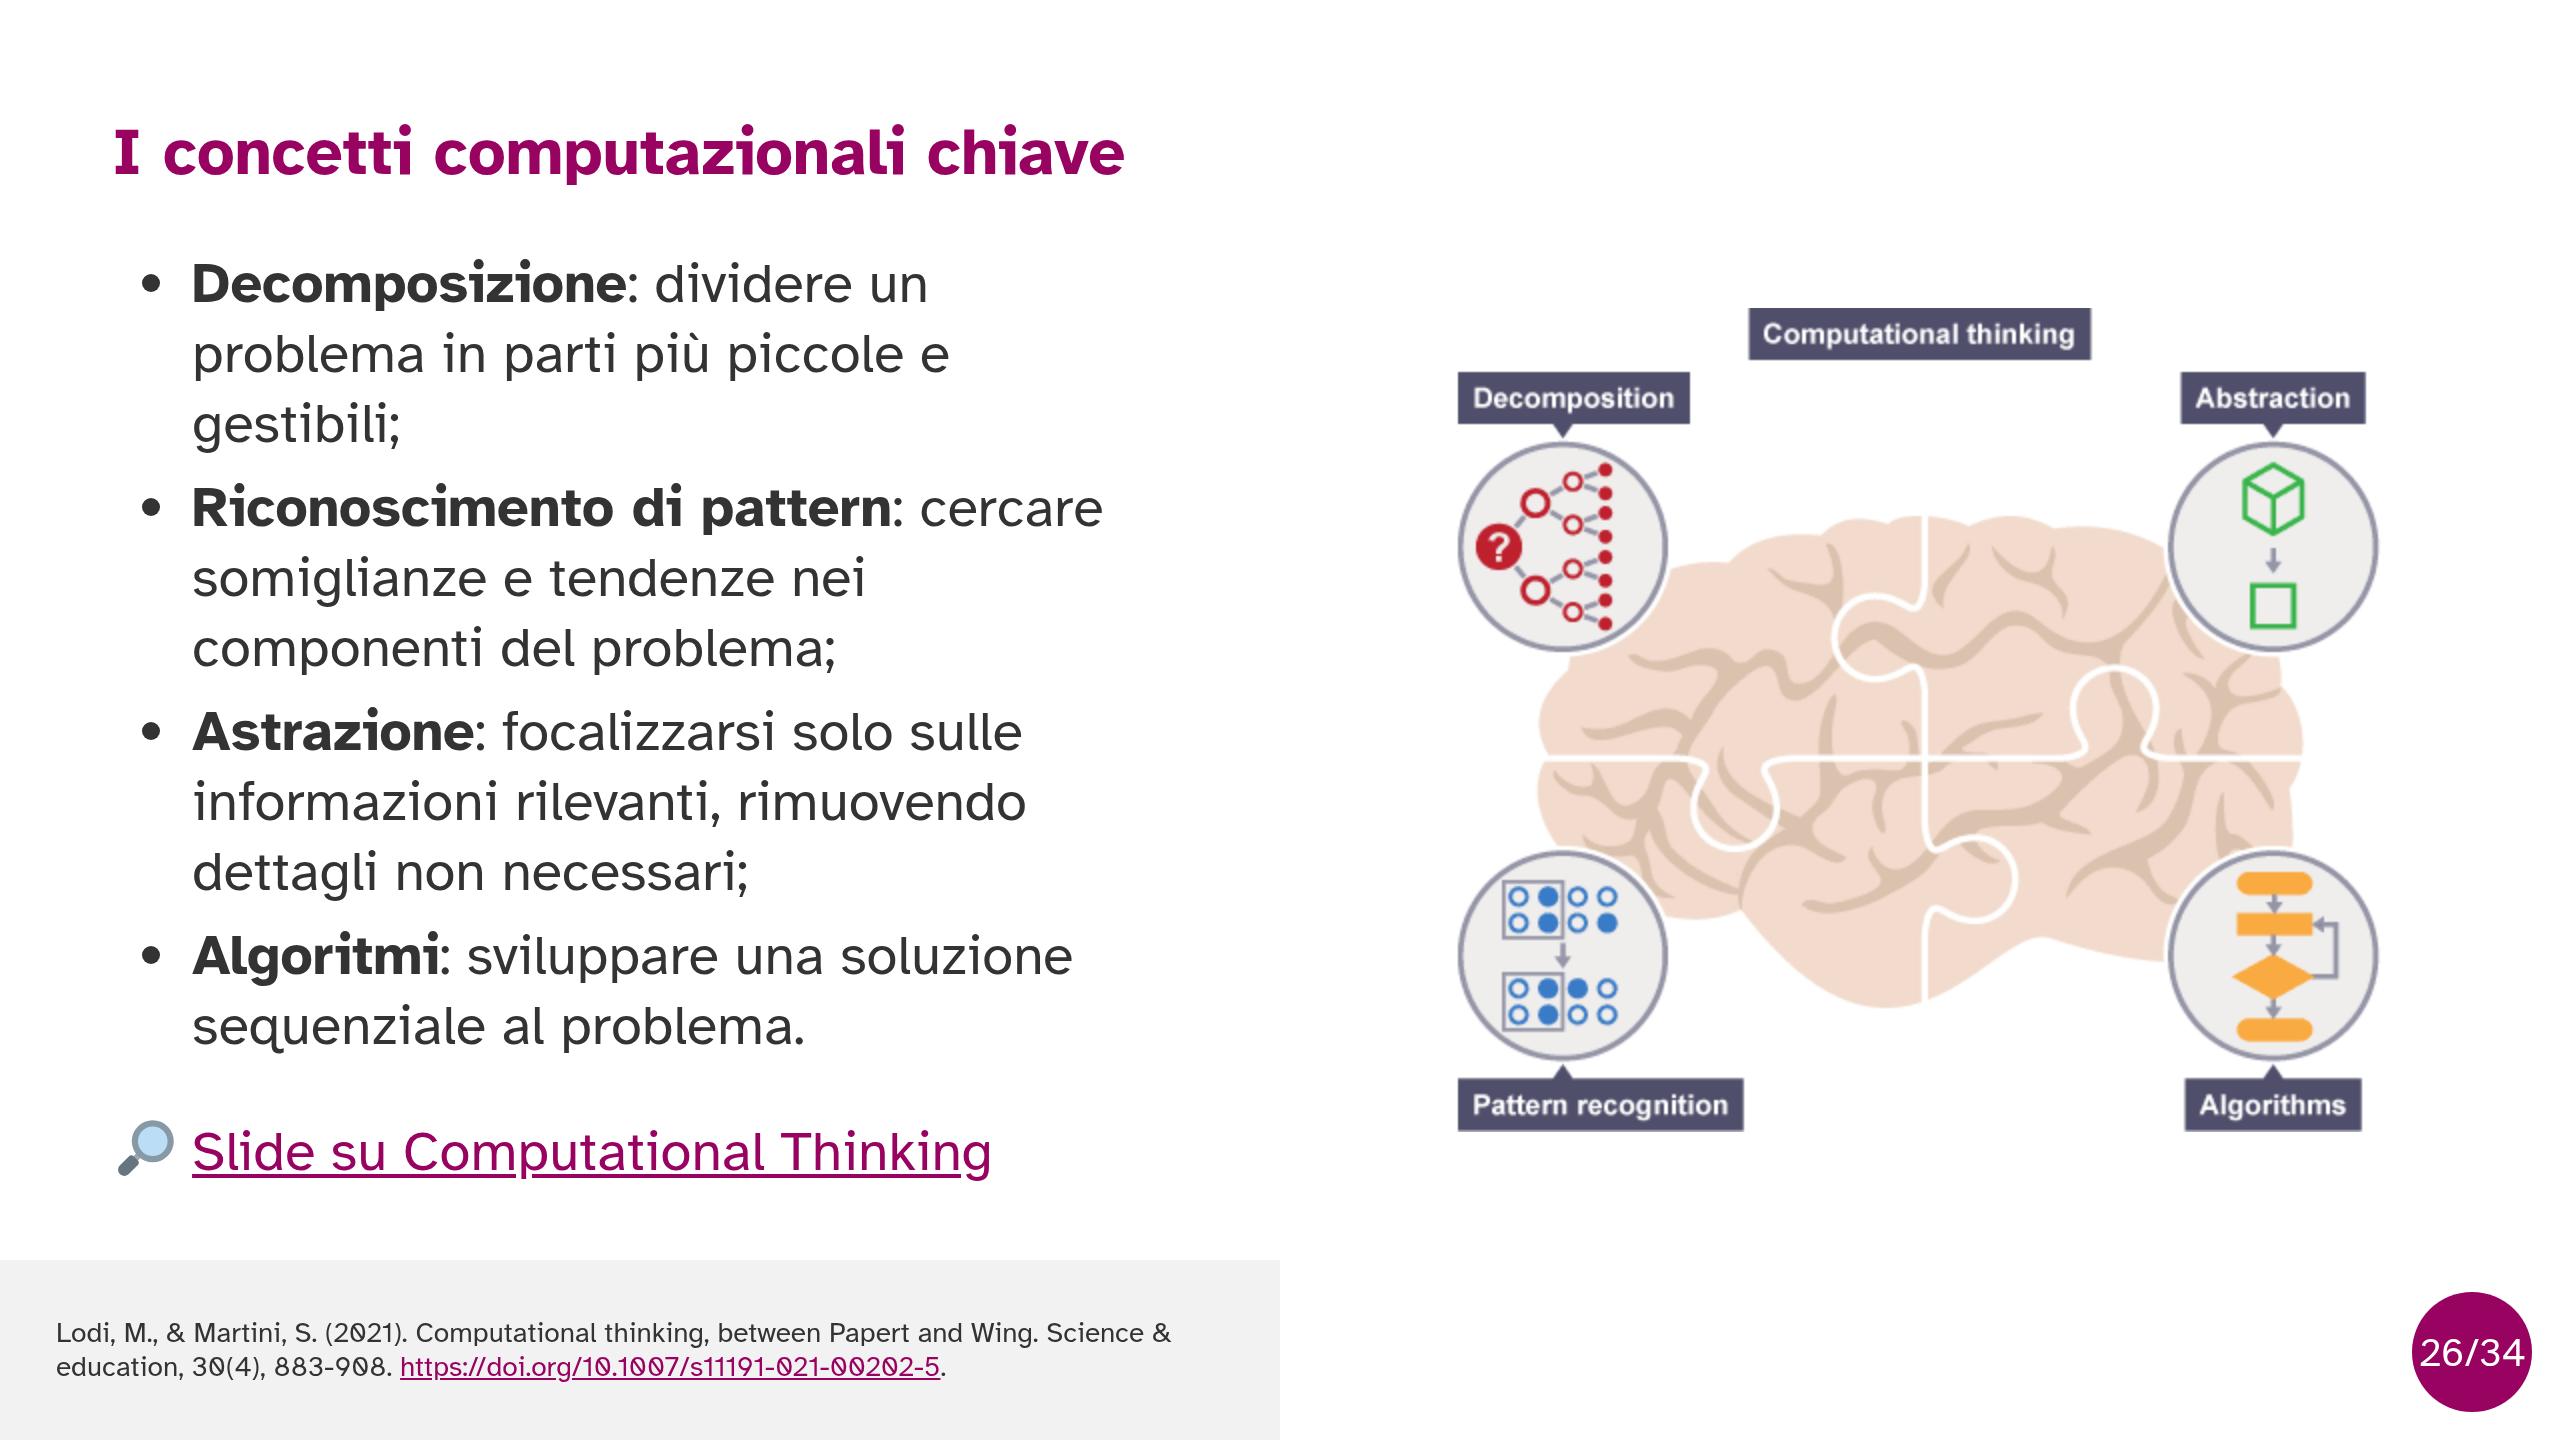 I concetti computazionali chiave
• Decomposizione: dividere un
problema in parti più piccole e
gestibili;
• Riconoscimento di pattern: cercare
somiglianze e tendenze nei
componenti del problema;
• Astrazione: focalizzarsi solo sulle
informazioni rilevanti, rimuovendo
dettagli non necessari;
• Algoritmi: sviluppare una soluzione
sequenziale al problema.
🔎 Slide su Computational Thinking
Computational thinking
Decomposition
Abstraction
?
Pattern recognition
Algorithms
Lodi, M., & Martini, S. (2021). Computational thinking, between Papert and Wing. Science &
education, 30(4), 883-908. https://doi.org/10.1007/s11191-021-00202-5.
26/34